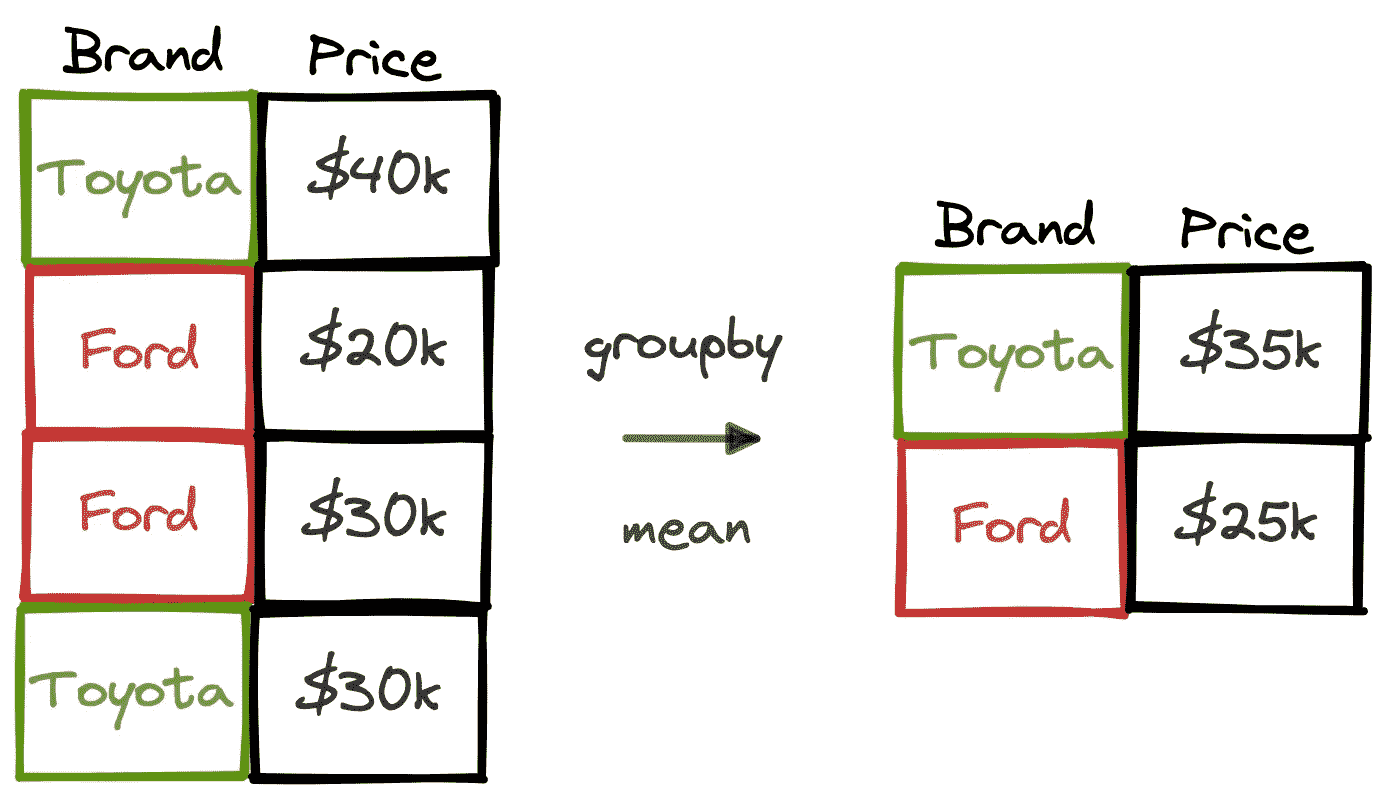 Brand Price
Toyota $40k
Ford $20k
Ford $30k
Toyota $30k
groupby
mean
Brand Price
Toyota $35k
Ford $25k